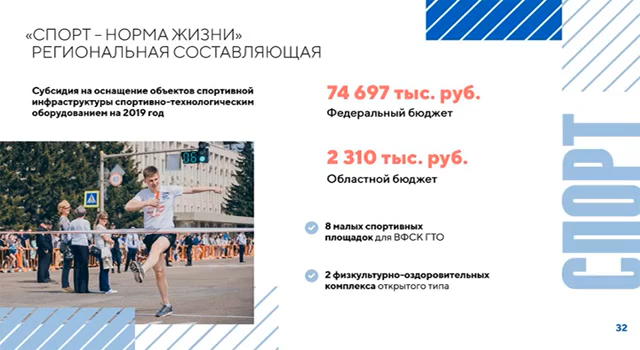 «СПОРТ – НОРМА ЖИЗНИ»
РЕГИОНАЛЬНАЯ СОСТАВЛЯЮЩАЯ
Субсидия на оснащение объектов спортивной
инфраструктуры спортивно-технологическим
оборудованием на 2019 год
74 697 тыс. руб.
Федеральный бюджет
2 310 тыс. руб.
Областной бюджет
8 малых спортивных
площадок для ВФСК ГТО
2 физкультурно-оздоровительных
комплекса открытого типа
СПОРТ
32